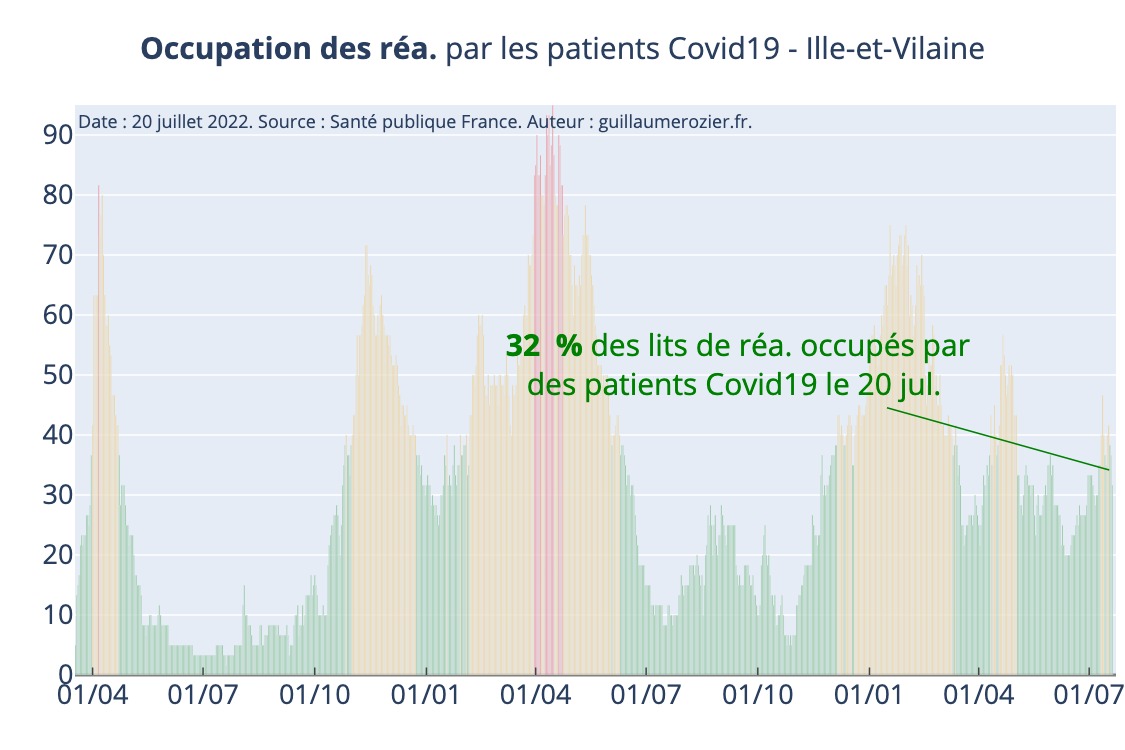 Occupation des réa. par les patients Covid19 - Ille-et-Vilaine
Date : 20 juillet 2022. Source : Santé publique France. Auteur : guillaumerozier.fr.
90
80
70
60
50
40
30
20
10
0
32 % des lits de réa. occupés par
des patients Covid19 le 20 jul.
01/04 01/07 01/10 01/01 01/04 01/07 01/10 01/01 01/04 01/07